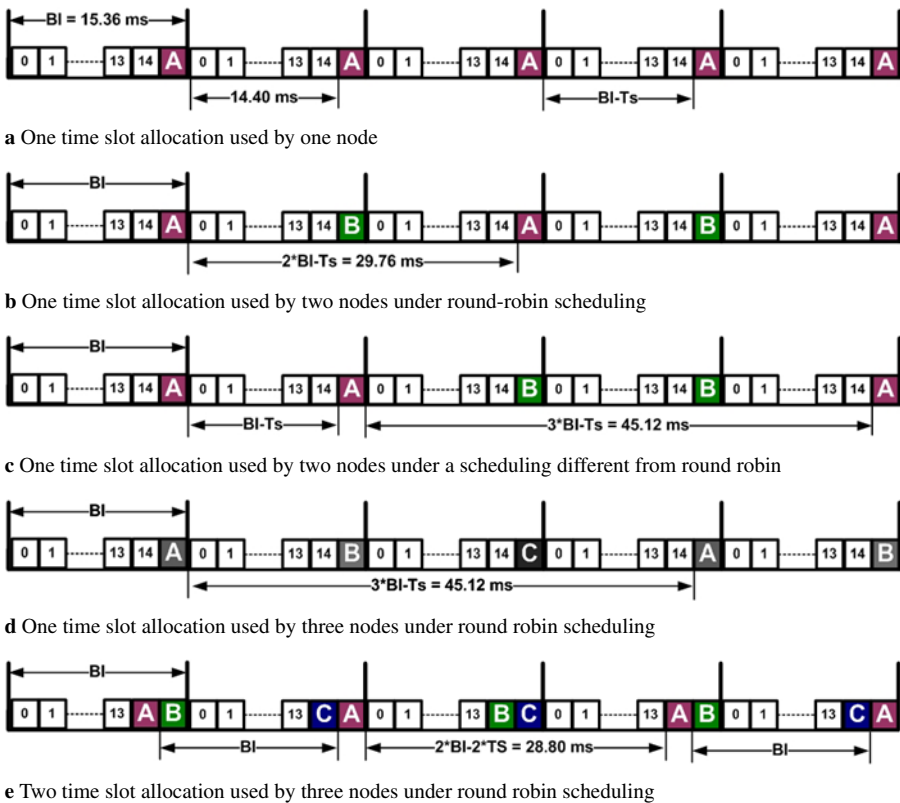 BI = 15.36 ms
0 1 13 14 A 0 1 13 14 A 0 1 13 14 A 0 1 13 14 A 0 1 13 14 A
14.40 ms BI-Ts
a One time slot allocation used by one node
BI
0 1 13 14 A 0 1 13 14 B 0 1 13 14 A 0 1 13 14 B 0 1 13 14 A
2*BI-Ts = 29.76 ms
b One time slot allocation used by two nodes under round-robin scheduling
BI
0 1 13 14 A 0 1 13 14 A 0 1 13 14 B 0 1 13 14 B 0 1 13 14 A
BI-Ts 3*BI-Ts = 45.12 ms
c One time slot allocation used by two nodes under a scheduling different from round robin
BI
0 1 13 14 A 0 1 13 14 B 0 1 13 14 C 0 1 13 14 A 0 1 13 14 B
3*BI-Ts = 45.12 ms
d One time slot allocation used by three nodes under round robin scheduling
BI
0 1 13 A B 0 1 13 C A 0 1 13 B C 0 1 13 A B 0 1 13 C A
BI 2*BI-2*TS = 28.80 ms BI
e Two time slot allocation used by three nodes under round robin scheduling